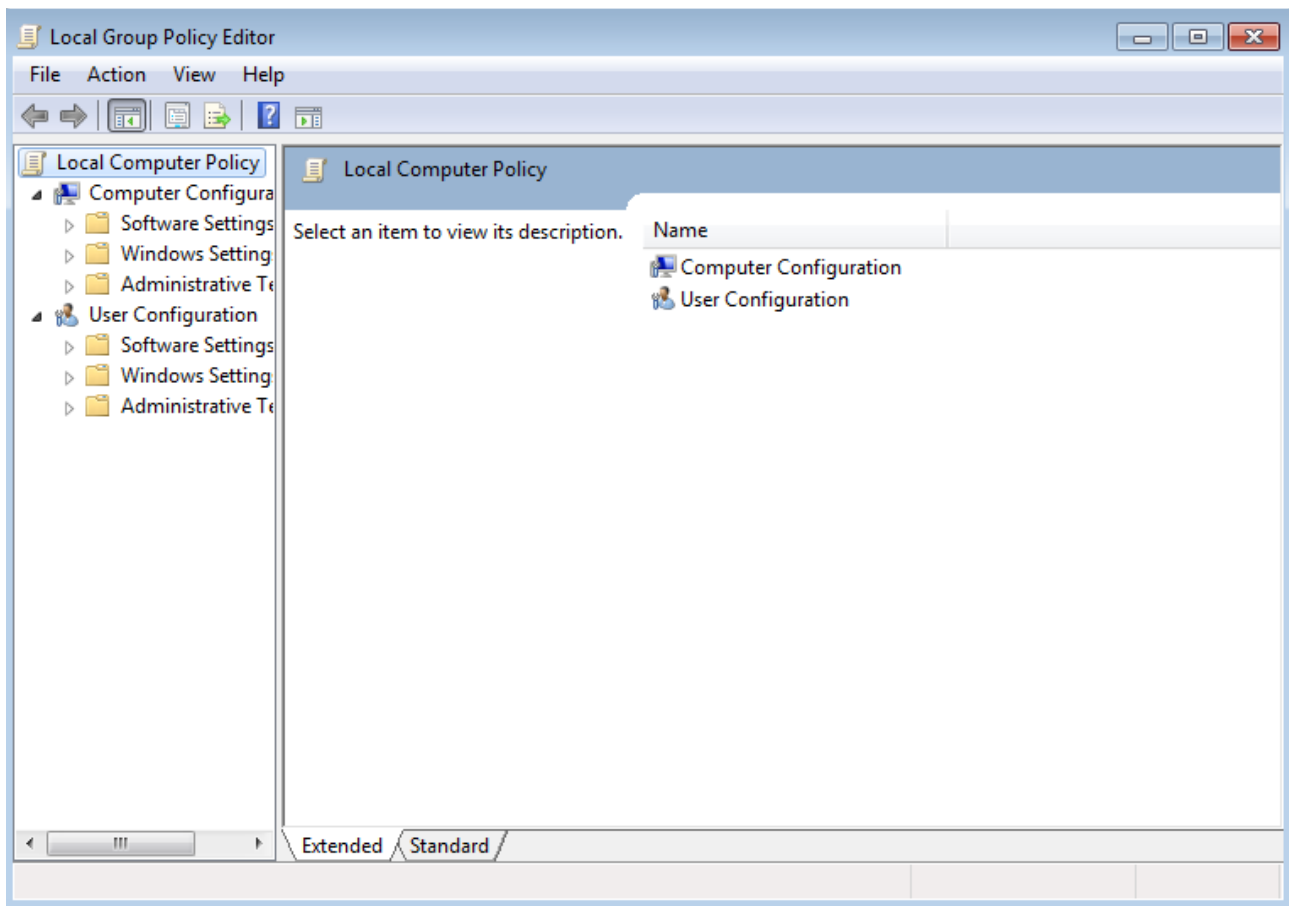 Local Group Policy Editor
File Action View Help
Local Computer Policy
Computer Configura
Software Settings
Windows Setting
Administrative Te
User Configuration
Software Settings
Windows Setting
Administrative Te
Local Computer Policy
Select an item to view its description.
Name
Computer Configuration
User Configuration
Extended Standard